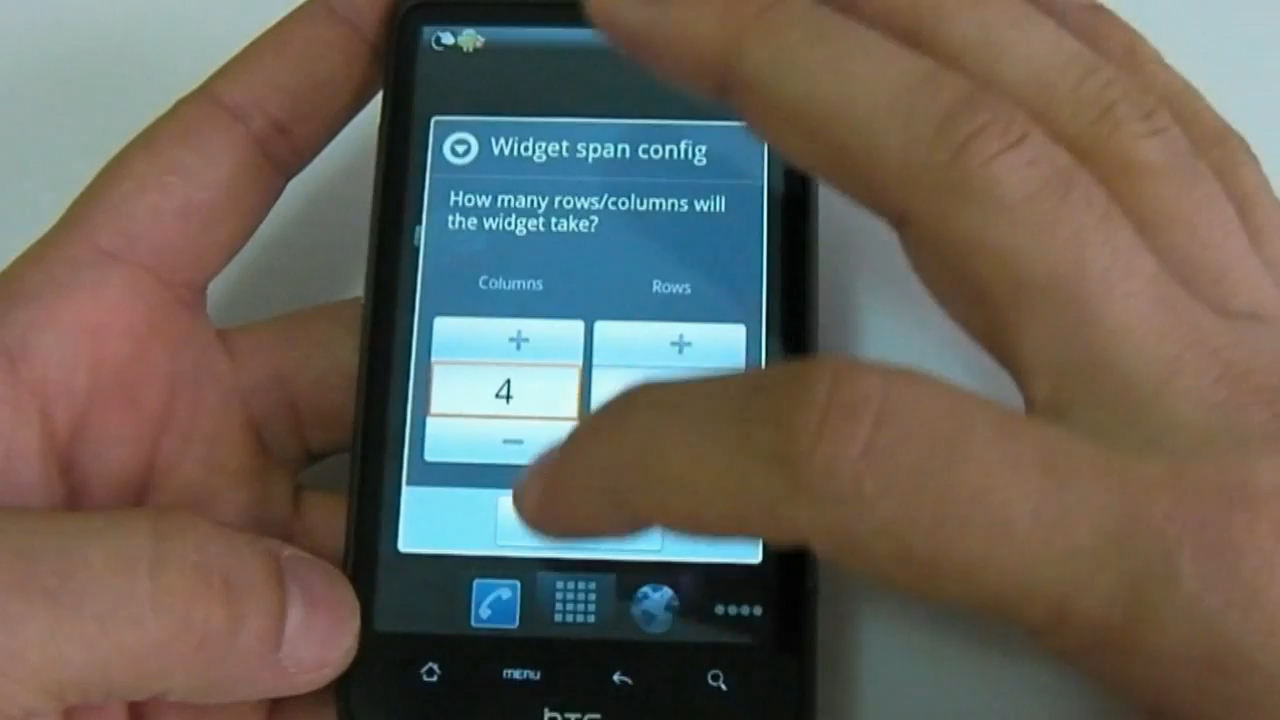 Widget span config
How many rows/columns will
the widget take?
Columns
Rows
+
+
4
−
MENU
hTC